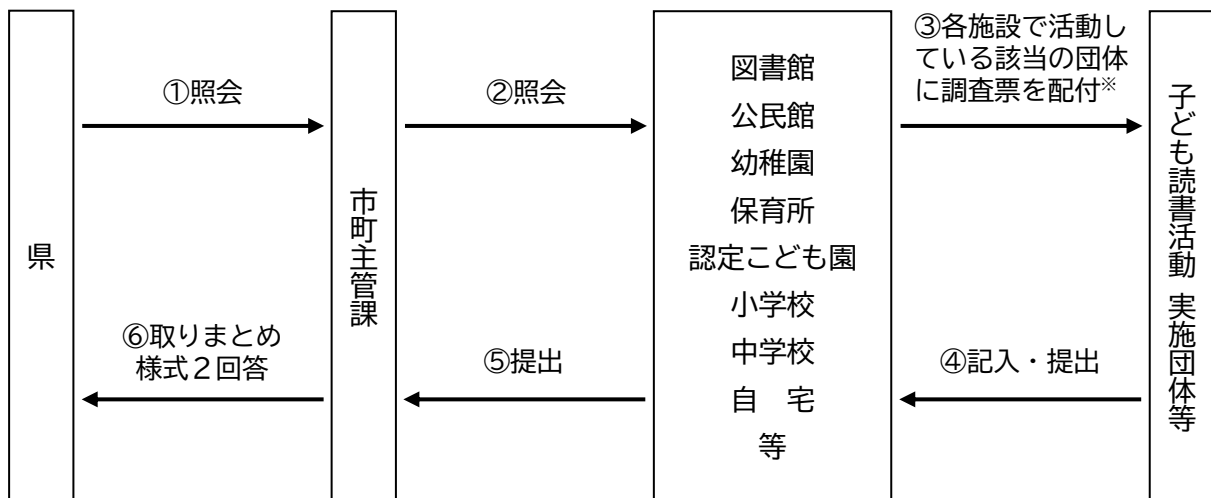 県
①照会
⑥取りまとめ
様式２回答
市町主管課
②照会
⑤提出
図書館
公民館
幼稚園
保育所
認定こども園
小学校
中学校
自　宅
等
③各施設で活動し
ている該当の団体
に調査票を配付※
④記入・提出
子ども読書活動 実施団体等